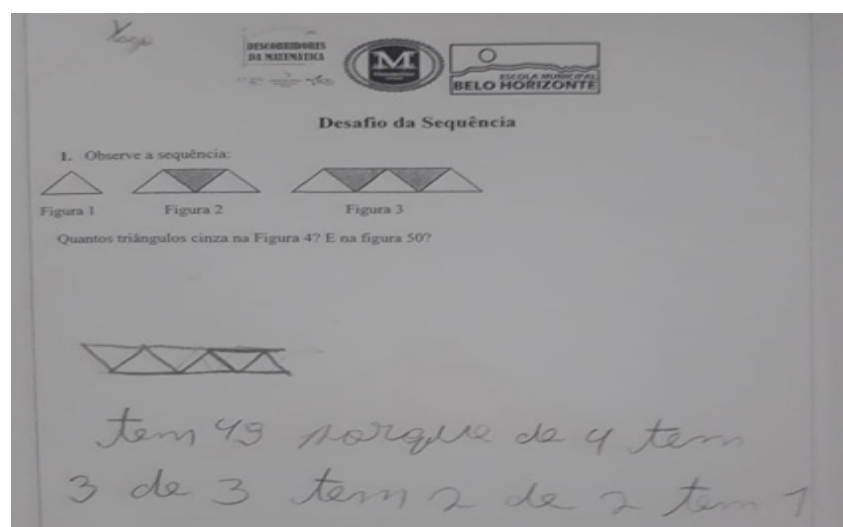 Yago
DESCOBRIDORES
DA MATEMÁTICA
M
ESCOLA MUNICIPAL
BELO HORIZONTE
Desafio da Sequência
1. Observe a sequência:
Figura 1 Figura 2 Figura 3
Quantos triângulos cinza na Figura 4? E na figura 50?
tem 49 porque de 4 tem
3 de 3 tem 2 de 2 tem 1